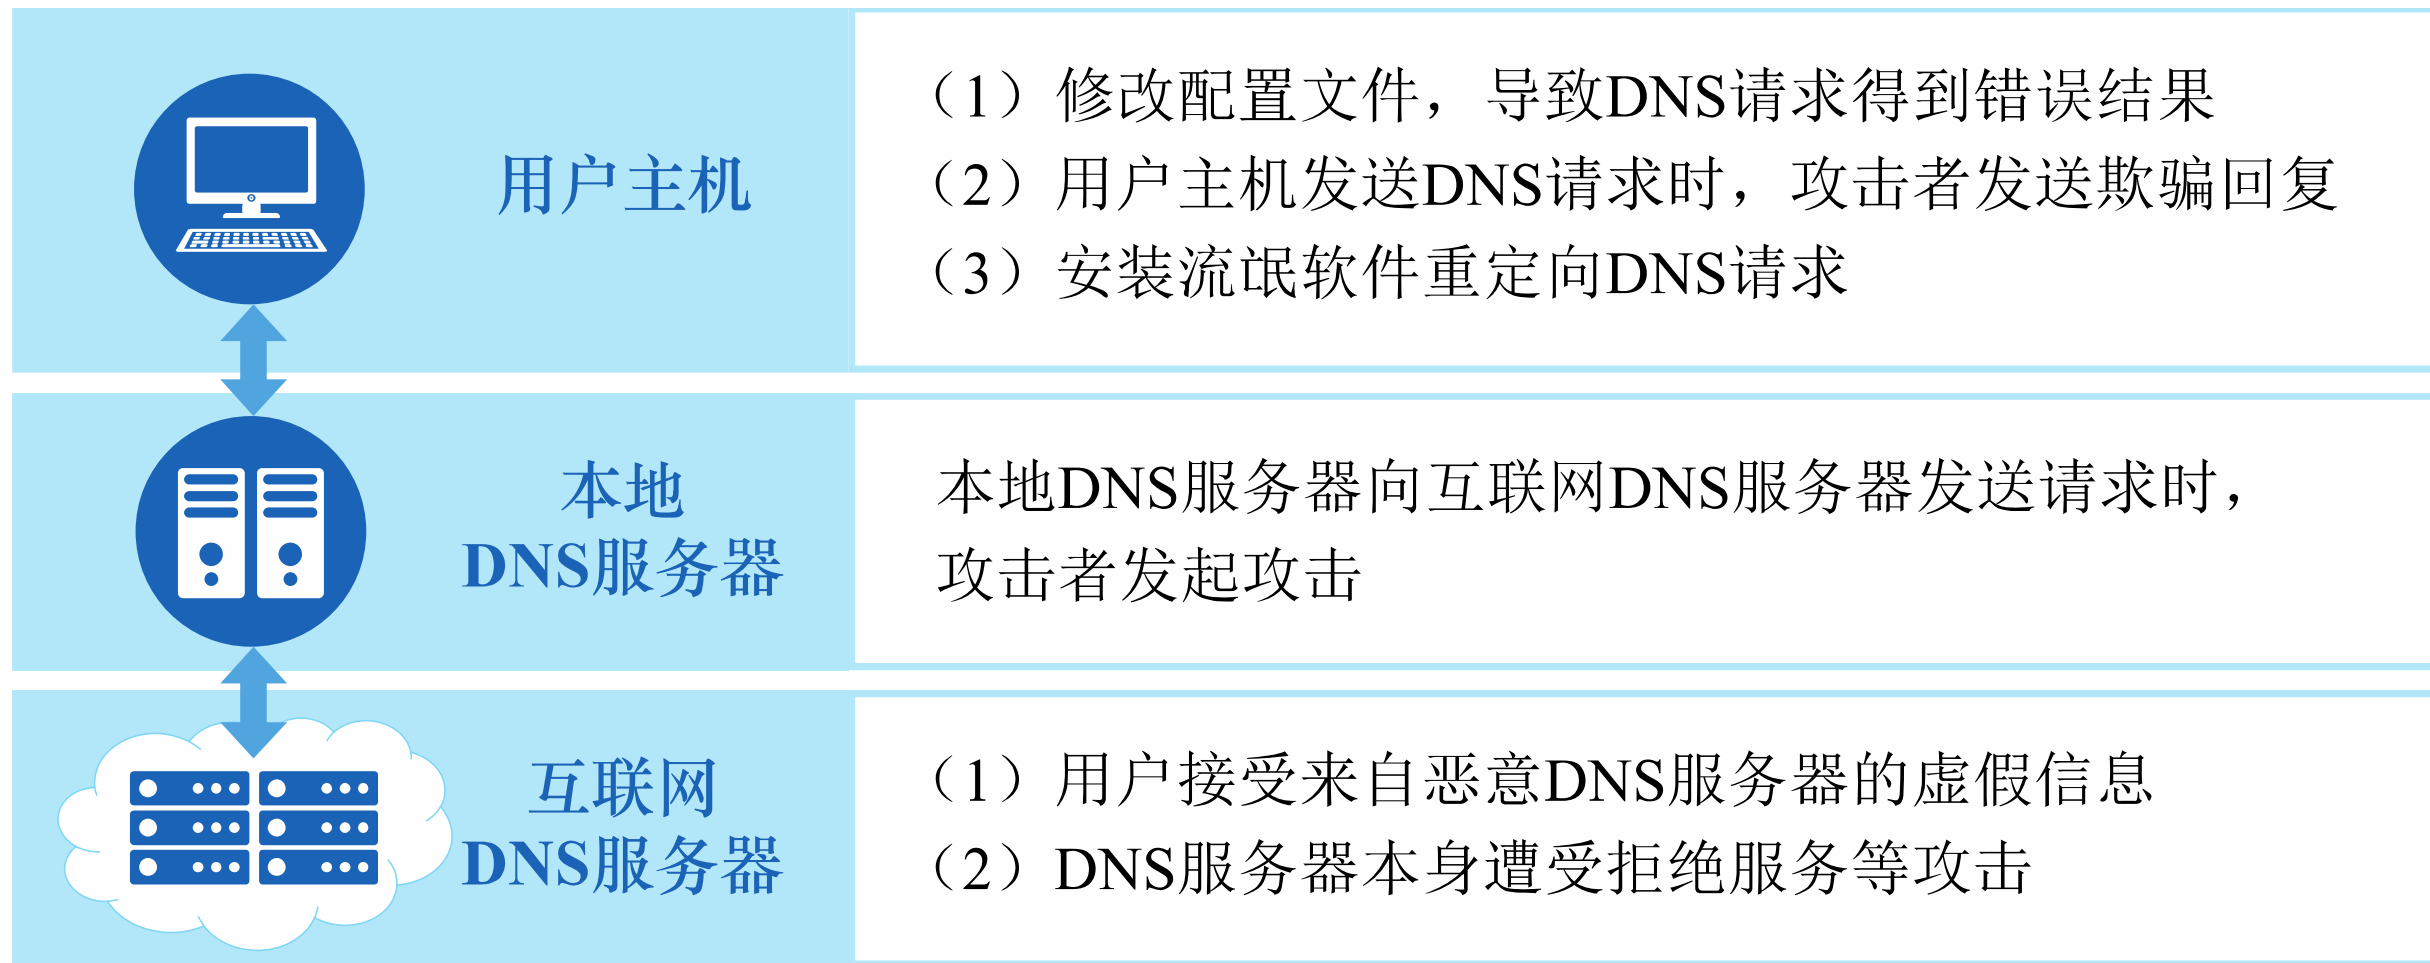 用户主机
（1）修改配置文件，导致DNS请求得到错误结果
（2）用户主机发送DNS请求时，攻击者发送欺骗回复
（3）安装流氓软件重定向DNS请求
本地
DNS服务器
本地DNS服务器向互联网DNS服务器发送请求时，
攻击者发起攻击
互联网
DNS服务器
（1）用户接受来自恶意DNS服务器的虚假信息
（2）DNS服务器本身遭受拒绝服务等攻击